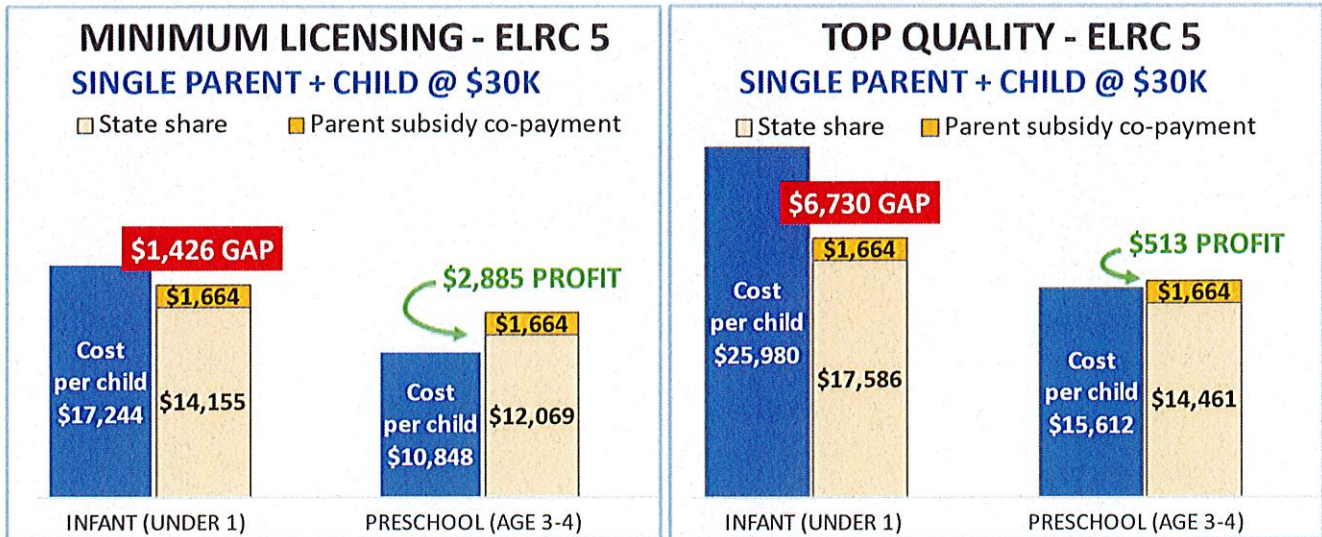 MINIMUM LICENSING - ELRC 5
SINGLE PARENT + CHILD @ $30K
State share
Parent subsidy co-payment
$1,426 GAP
$1,664
Cost
per child
$17,244
$14,155
$2,885 PROFIT
$1,664
Cost
per child
$10,848
$12,069
INFANT (UNDER 1)
PRESCHOOL (AGE 3-4)
TOP QUALITY - ELRC 5
SINGLE PARENT + CHILD @ $30K
State share
Parent subsidy co-payment
$6,730 GAP
$1,664
Cost
per child
$25,980
$17,586
$513 PROFIT
$1,664
Cost
per child
$15,612
$14,461
INFANT (UNDER 1)
PRESCHOOL (AGE 3-4)